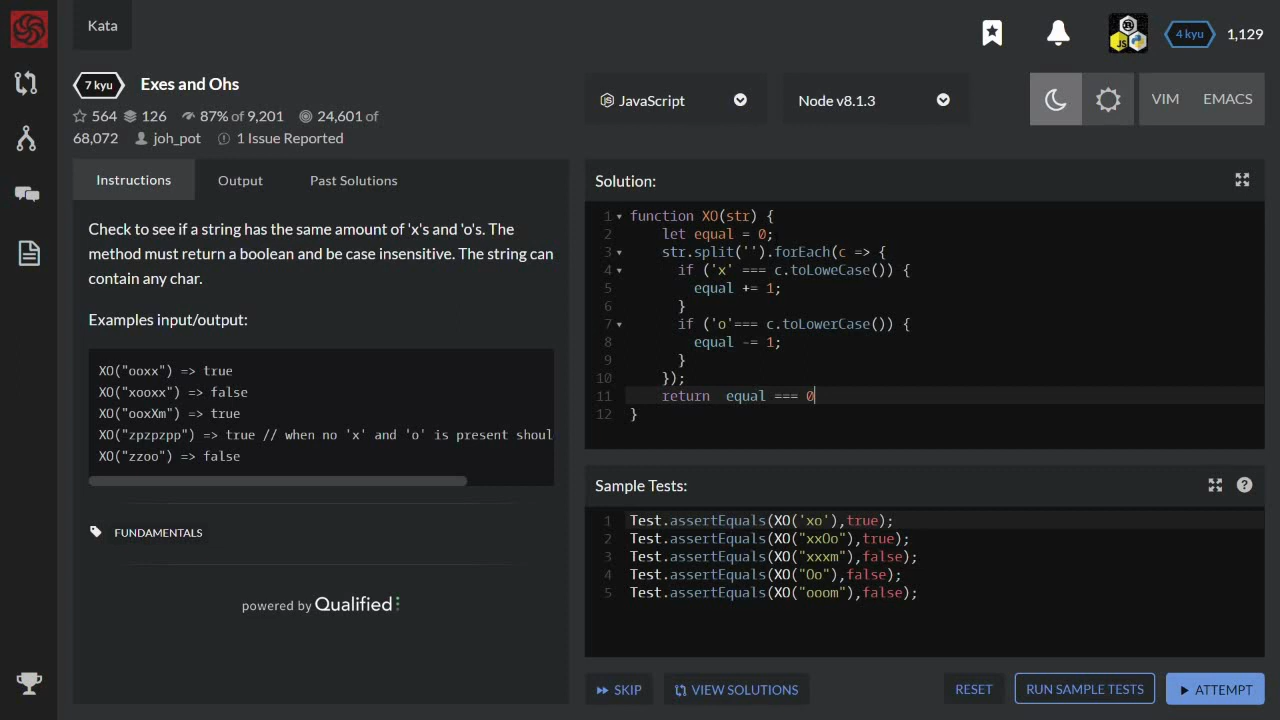 Kata
4 kyu 1,129
7 kyu Exes and Ohs
564 126 87% of 9,201 24,601 of
68,072 joh_pot 1 Issue Reported
JavaScript
Node v8.1.3
VIM EMACS
Instructions Output Past Solutions
Check to see if a string has the same amount of 'x's and 'o's. The
method must return a boolean and be case insensitive. The string can
contain any char.
Examples input/output:
XO("ooxx") => true
XO("xooxx") => false
XO("ooxXm") => true
XO("zpzpzpp") => true // when no 'x' and 'o' is present shoul
XO("zzoo") => false
FUNDAMENTALS
powered by Qualified
Solution:
1 function XO(str) {
2 let equal = 0;
3 str.split('').forEach(c => {
4 if ('x' === c.toLoweCase()) {
5 equal += 1;
6 }
7 if ('o'=== c.toLowerCase()) {
8 equal -= 1;
9 }
10 });
11 return  equal === 0
12 }
Sample Tests:
1 Test.assertEquals(XO('xo'),true);
2 Test.assertEquals(XO("xxOo"),true);
3 Test.assertEquals(XO("xxxm"),false);
4 Test.assertEquals(XO("Oo"),false);
5 Test.assertEquals(XO("ooom"),false);
SKIP VIEW SOLUTIONS RESET RUN SAMPLE TESTS ATTEMPT